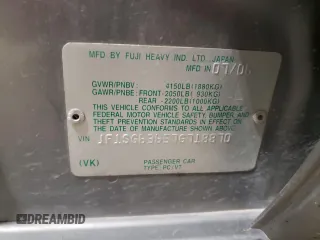 MFD BY FUJI HEAVY IND. LTD. JAPAN
MFD IN 07/0
GVWR/PNBV 4150LB(1880KG)
GAWR/PNBE:FRONT-2050LB( 930KG)
REAR -2200LB(1000KG)
THIS VEHICLE CONFORMS TO ALL APPLICABLE
FEDERAL MOTOR VEHICLE SAFETY, BUMPER AND
THEFT PREVENTION STANDARDS IN EFFECT ON
THE DATE OF MANUFACTURE SHOWN ABOVE.
VIN
(VK)
PASSENGER CAR
TYPE:PC/VT
©DREAMBID